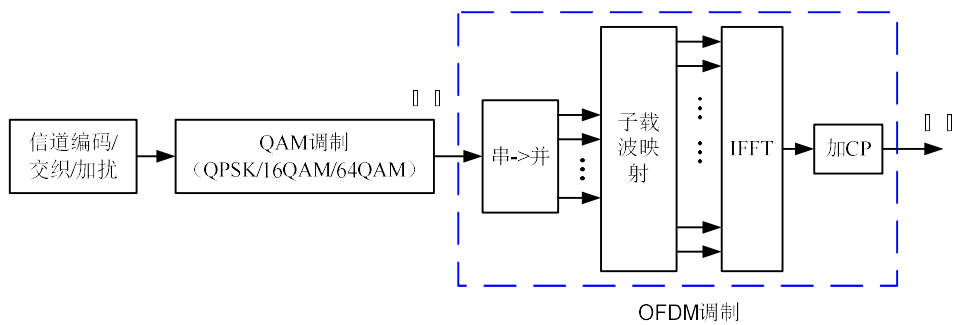 信道编码/
交织/加扰
QAM调制
（QPSK/16QAM/64QAM）
串->并
子载
波映
射
IFFT
加CP
OFDM调制